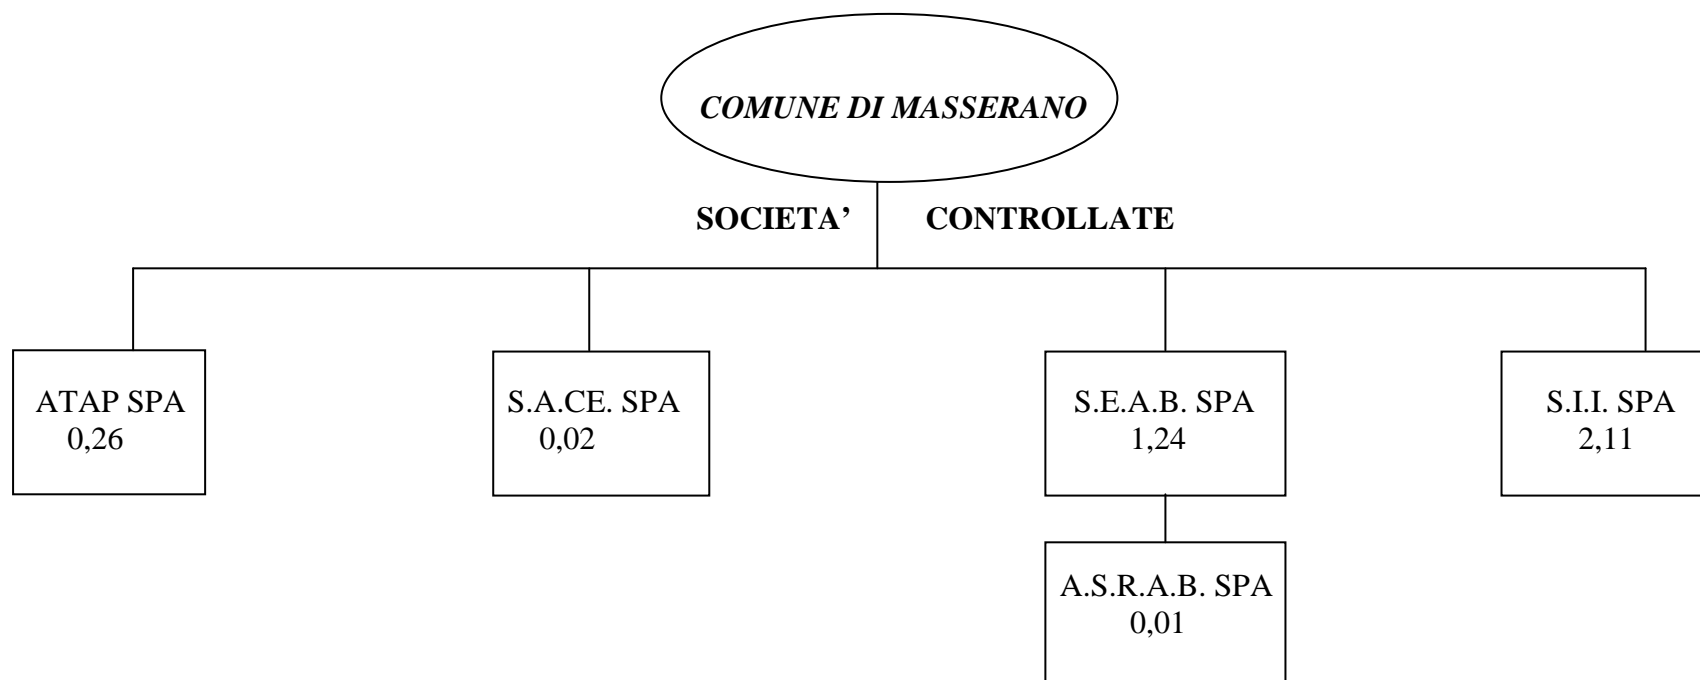 COMUNE DI MASSERANO
SOCIETA’ CONTROLLATE
ATAP SPA
0,26
S.A.CE. SPA
0,02
S.E.A.B. SPA
1,24
S.I.I. SPA
2,11
A.S.R.A.B. SPA
0,01